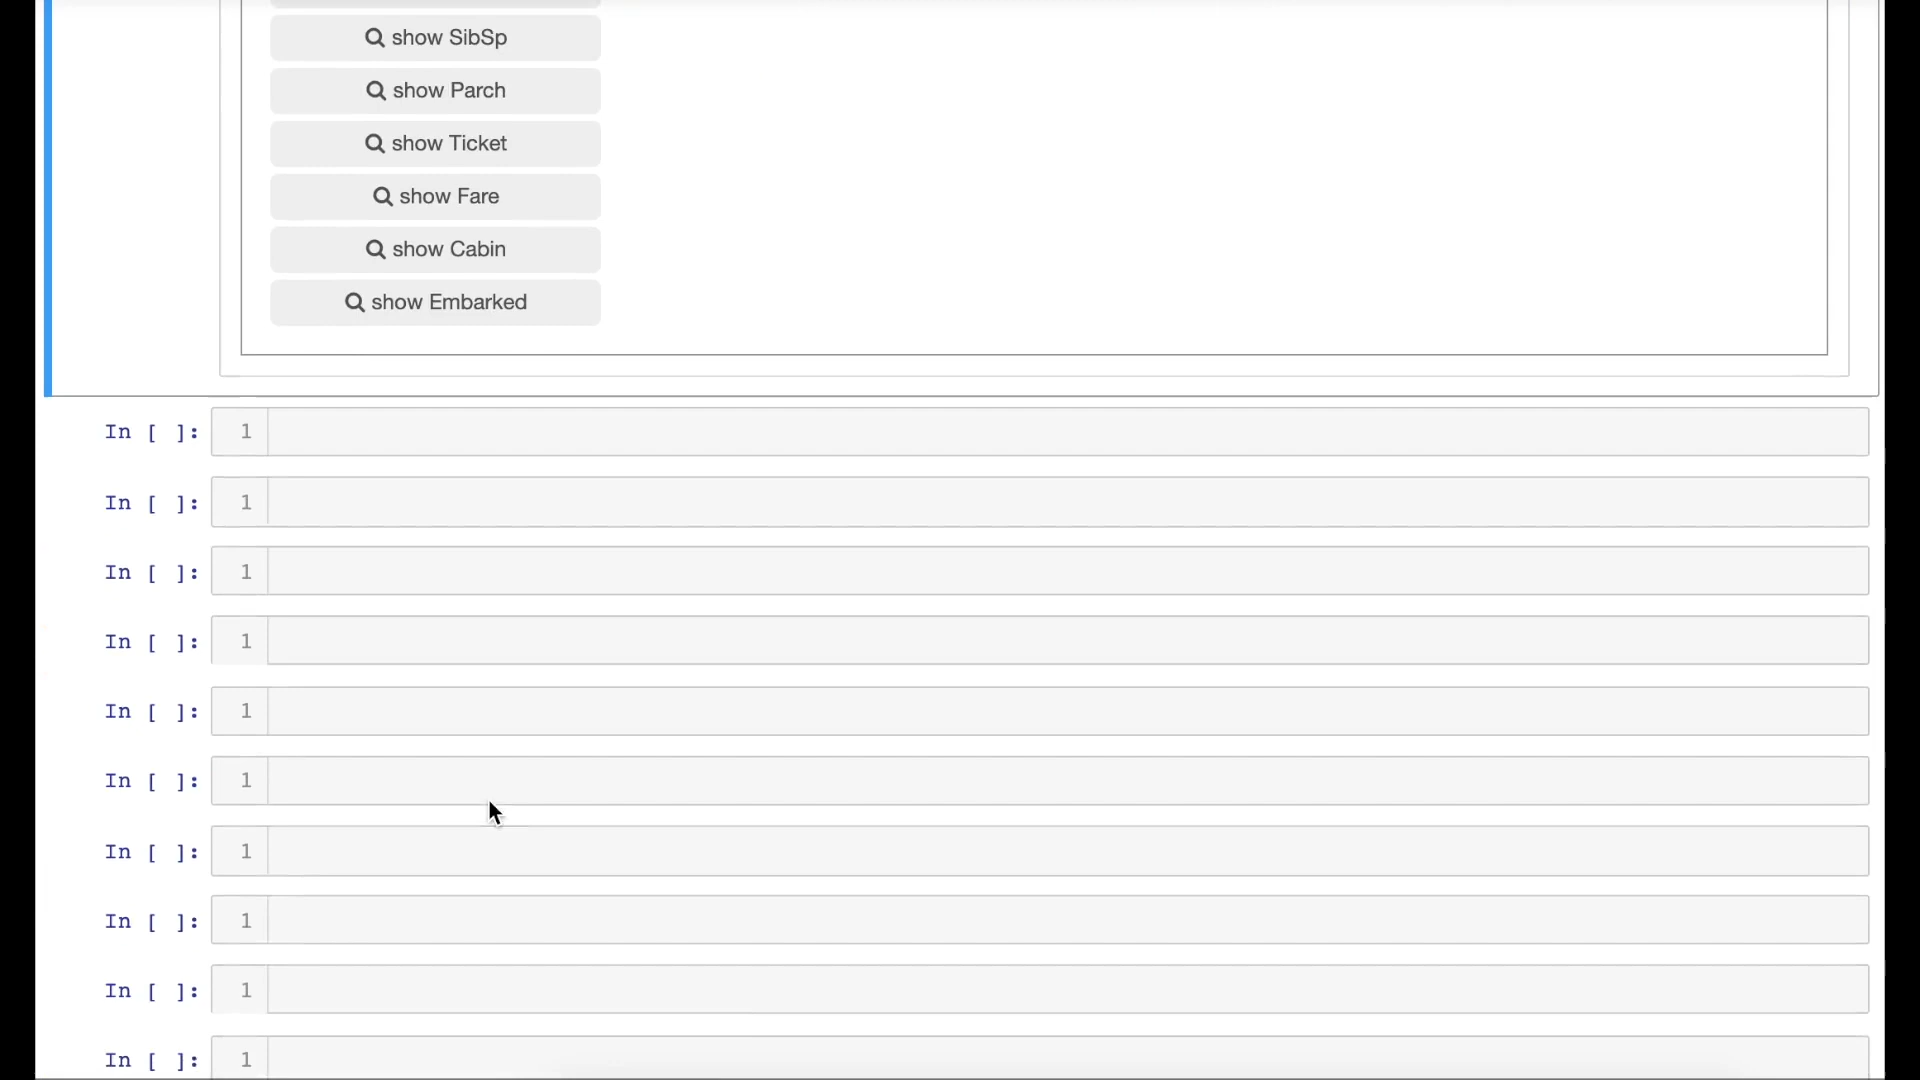 show SibSp
show Parch
show Ticket
show Fare
show Cabin
show Embarked
In [ ]: 1
In [ ]: 1
In [ ]: 1
In [ ]: 1
In [ ]: 1
In [ ]: 1
In [ ]: 1
In [ ]: 1
In [ ]: 1
In [ ]: 1